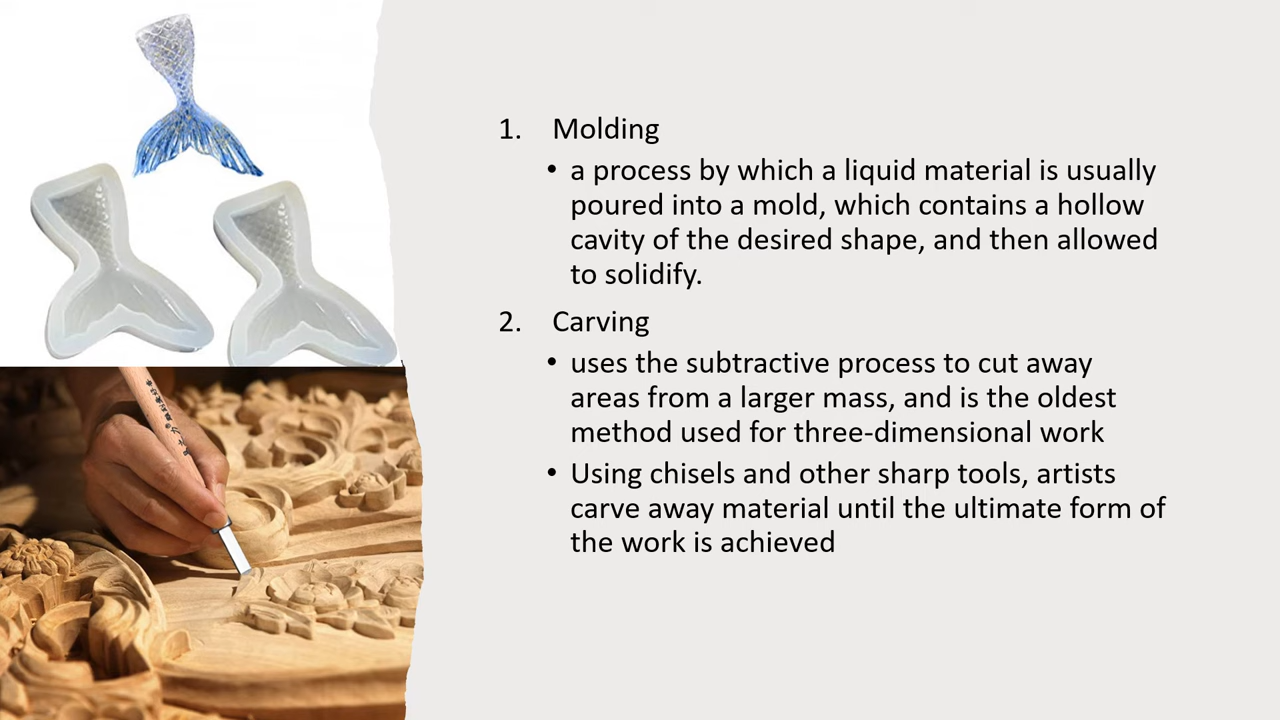 1. Molding
• a process by which a liquid material is usually
poured into a mold, which contains a hollow
cavity of the desired shape, and then allowed
to solidify.
2. Carving
• uses the subtractive process to cut away
areas from a larger mass, and is the oldest
method used for three-dimensional work
• Using chisels and other sharp tools, artists
carve away material until the ultimate form of
the work is achieved